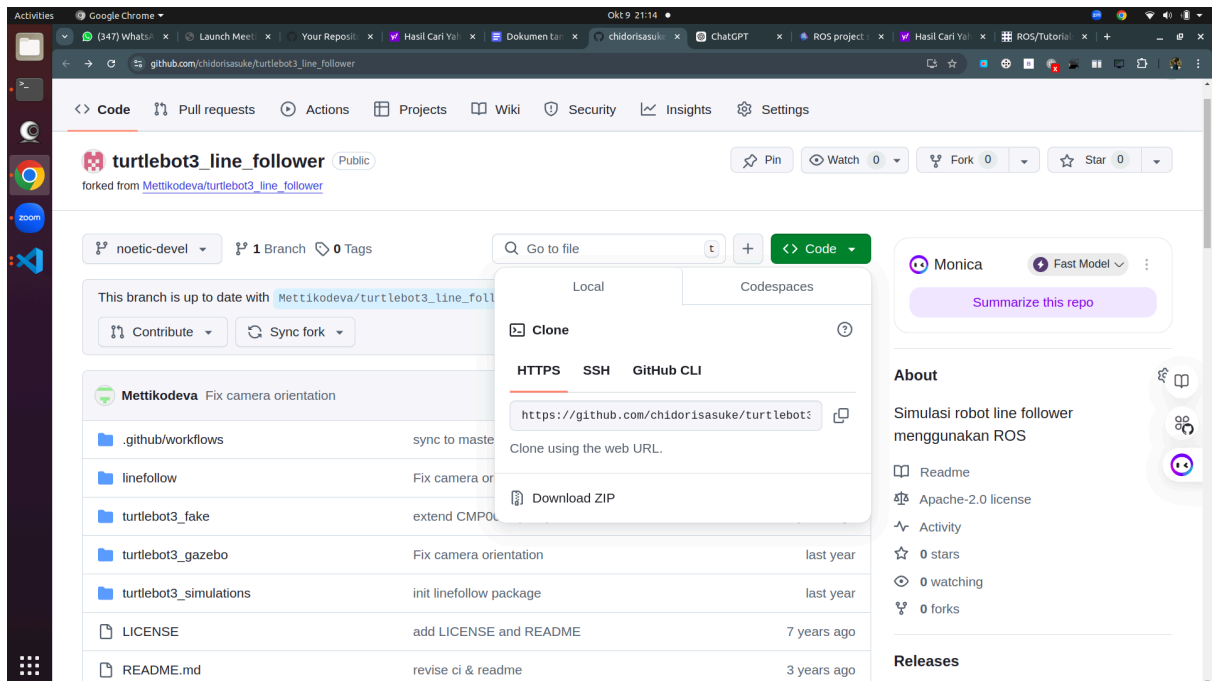 Activities Google Chrome Okt 9 21:14
(347) WhatsA Launch Meeti Your Reposito Hasil Cari Yah Dokumen tan chidorisasuke ChatGPT ROS project s Hasil Cari Yah ROS/Tutorial
github.com/chidorisasuke/turtlebot3_line_follower
Code Pull requests Actions Projects Wiki Security Insights Settings
turtlebot3_line_follower Public Pin Watch 0 Fork 0 Star 0
forked from Mettikodeva/turtlebot3_line_follower
noetic-devel 1 Branch 0 Tags Go to file t + Code
This branch is up to date with Mettikodeva/turtlebot3_line_foll
Contribute Sync fork
Local Codespaces
Clone
HTTPS SSH GitHub CLI
https://github.com/chidorisasuke/turtlebot3
Clone using the web URL.
Download ZIP
Mettikodeva Fix camera orientation
.github/workflows sync to maste
linefollow Fix camera or
turtlebot3_fake extend CMP0
turtlebot3_gazebo Fix camera orientation last year
turtlebot3_simulations init linefollow package last year
LICENSE add LICENSE and README 7 years ago
README.md revise ci & readme 3 years ago
Monica Fast Model
Summarize this repo
About
Simulasi robot line follower
menggunakan ROS
Readme
Apache-2.0 license
Activity
0 stars
0 watching
0 forks
Releases
zoom